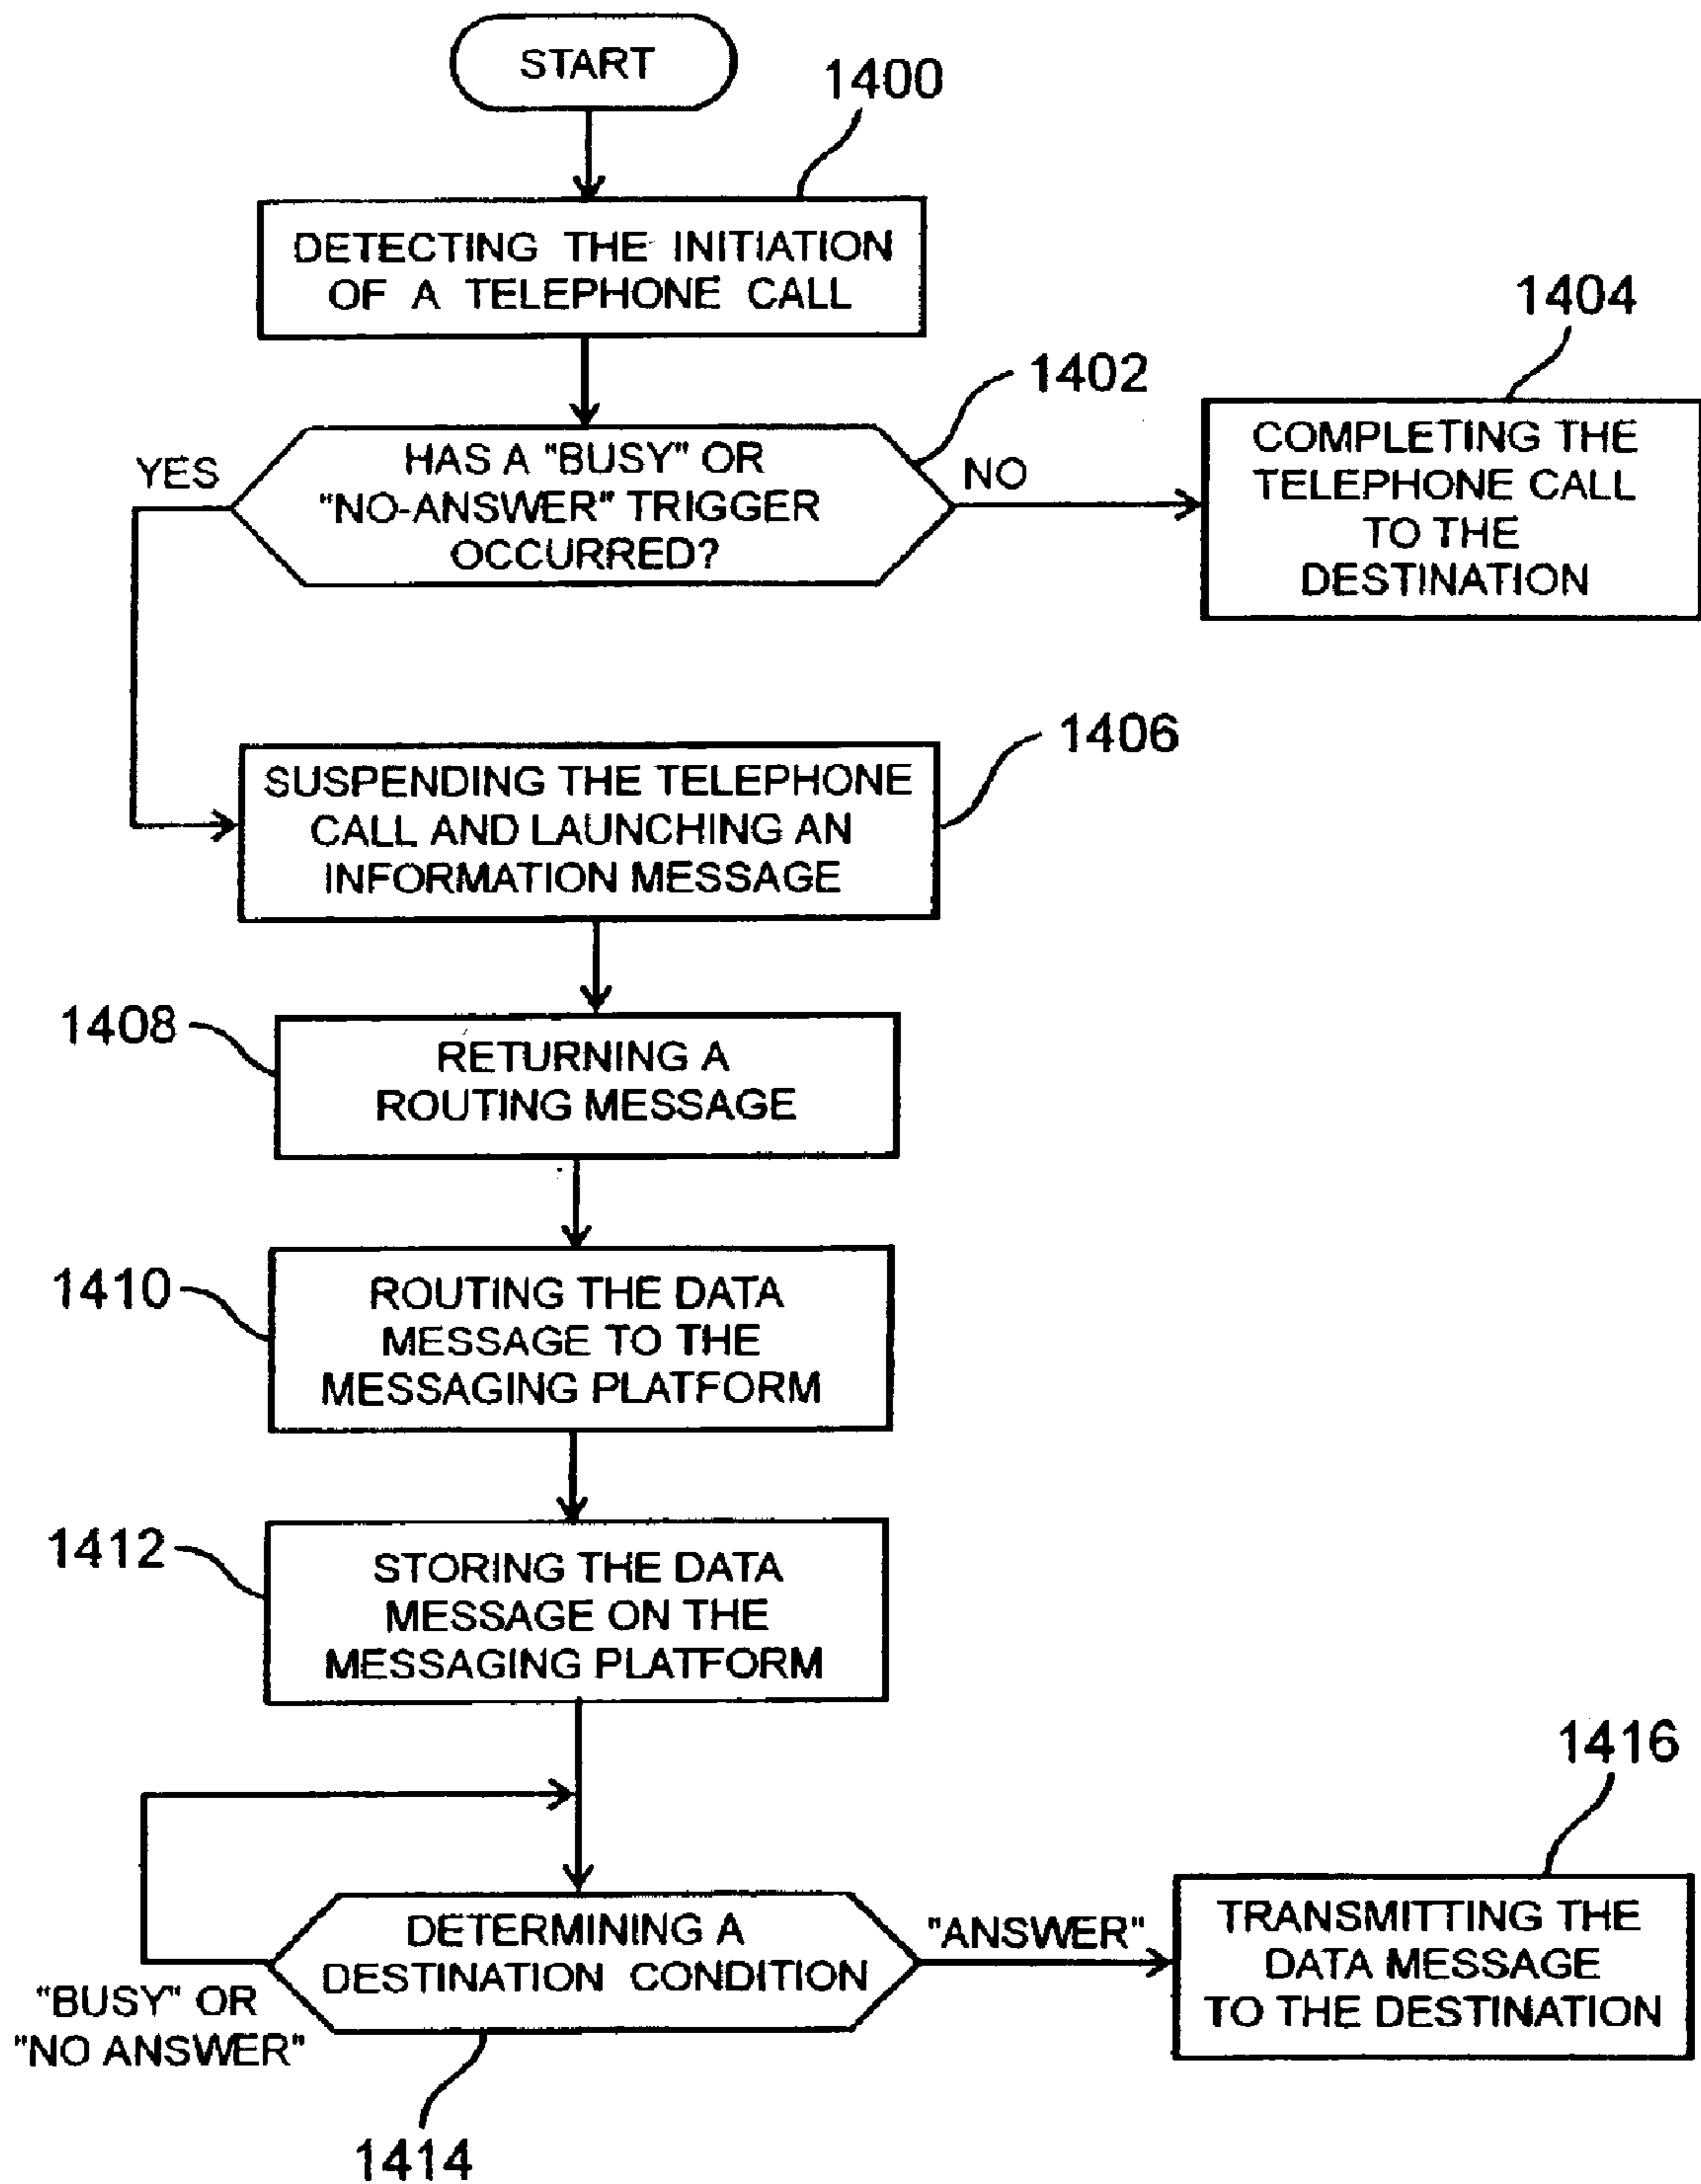 START
1400
DETECTING THE INITIATION
OF A TELEPHONE CALL
1402
1404
HAS A "BUSY" OR
"NO-ANSWER" TRIGGER
OCCURRED?
YES
NO
COMPLETING THE
TELEPHONE CALL
TO THE
DESTINATION
1406
SUSPENDING THE TELEPHONE
CALL AND LAUNCHING AN
INFORMATION MESSAGE
1408
RETURNING A
ROUTING MESSAGE
1410
ROUTING THE DATA
MESSAGE TO THE
MESSAGING PLATFORM
1412
STORING THE DATA
MESSAGE ON THE
MESSAGING PLATFORM
1416
DETERMINING A
DESTINATION CONDITION
"ANSWER"
TRANSMITTING THE
DATA MESSAGE
TO THE DESTINATION
"BUSY" OR
"NO ANSWER"
1414